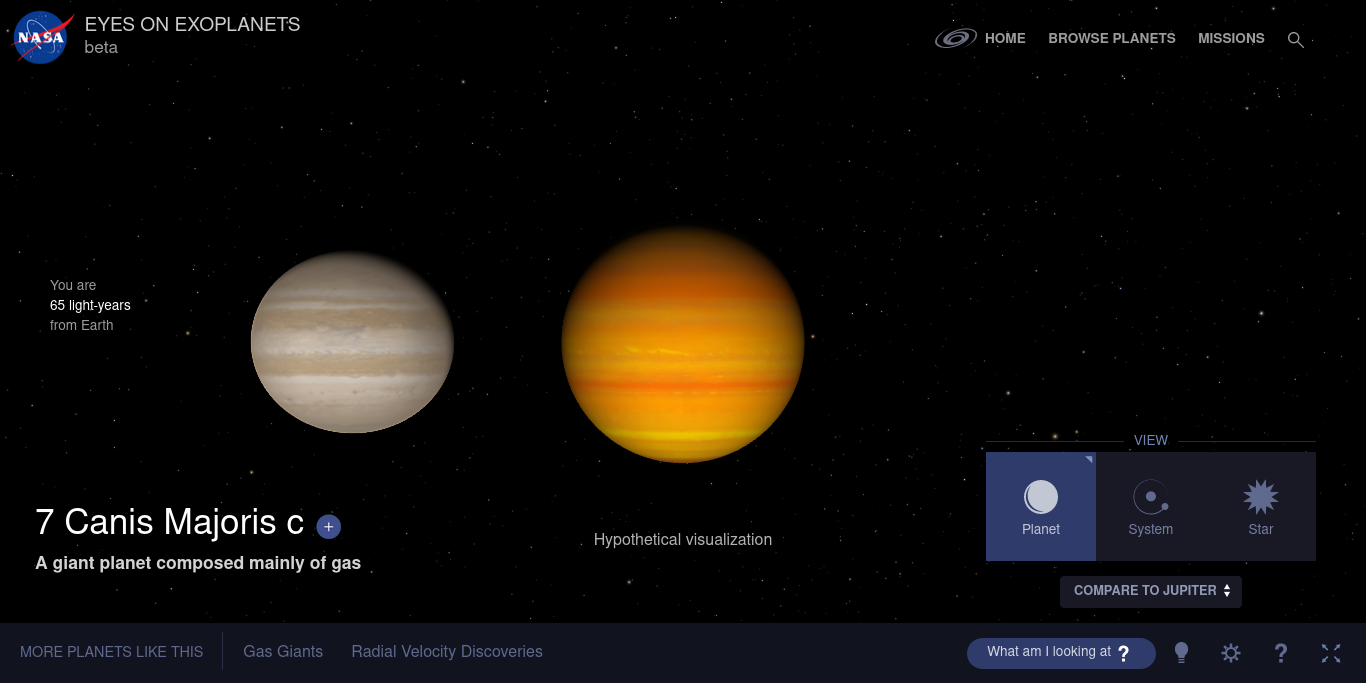 NASA
EYES ON EXOPLANETS
beta
HOME
BROWSE PLANETS
MISSIONS
You are
65 light-years
from Earth
VIEW
Planet
System
Star
7 Canis Majoris c +
A giant planet composed mainly of gas
Hypothetical visualization
COMPARE TO JUPITER
MORE PLANETS LIKE THIS
Gas Giants
Radial Velocity Discoveries
What am I looking at ?
?